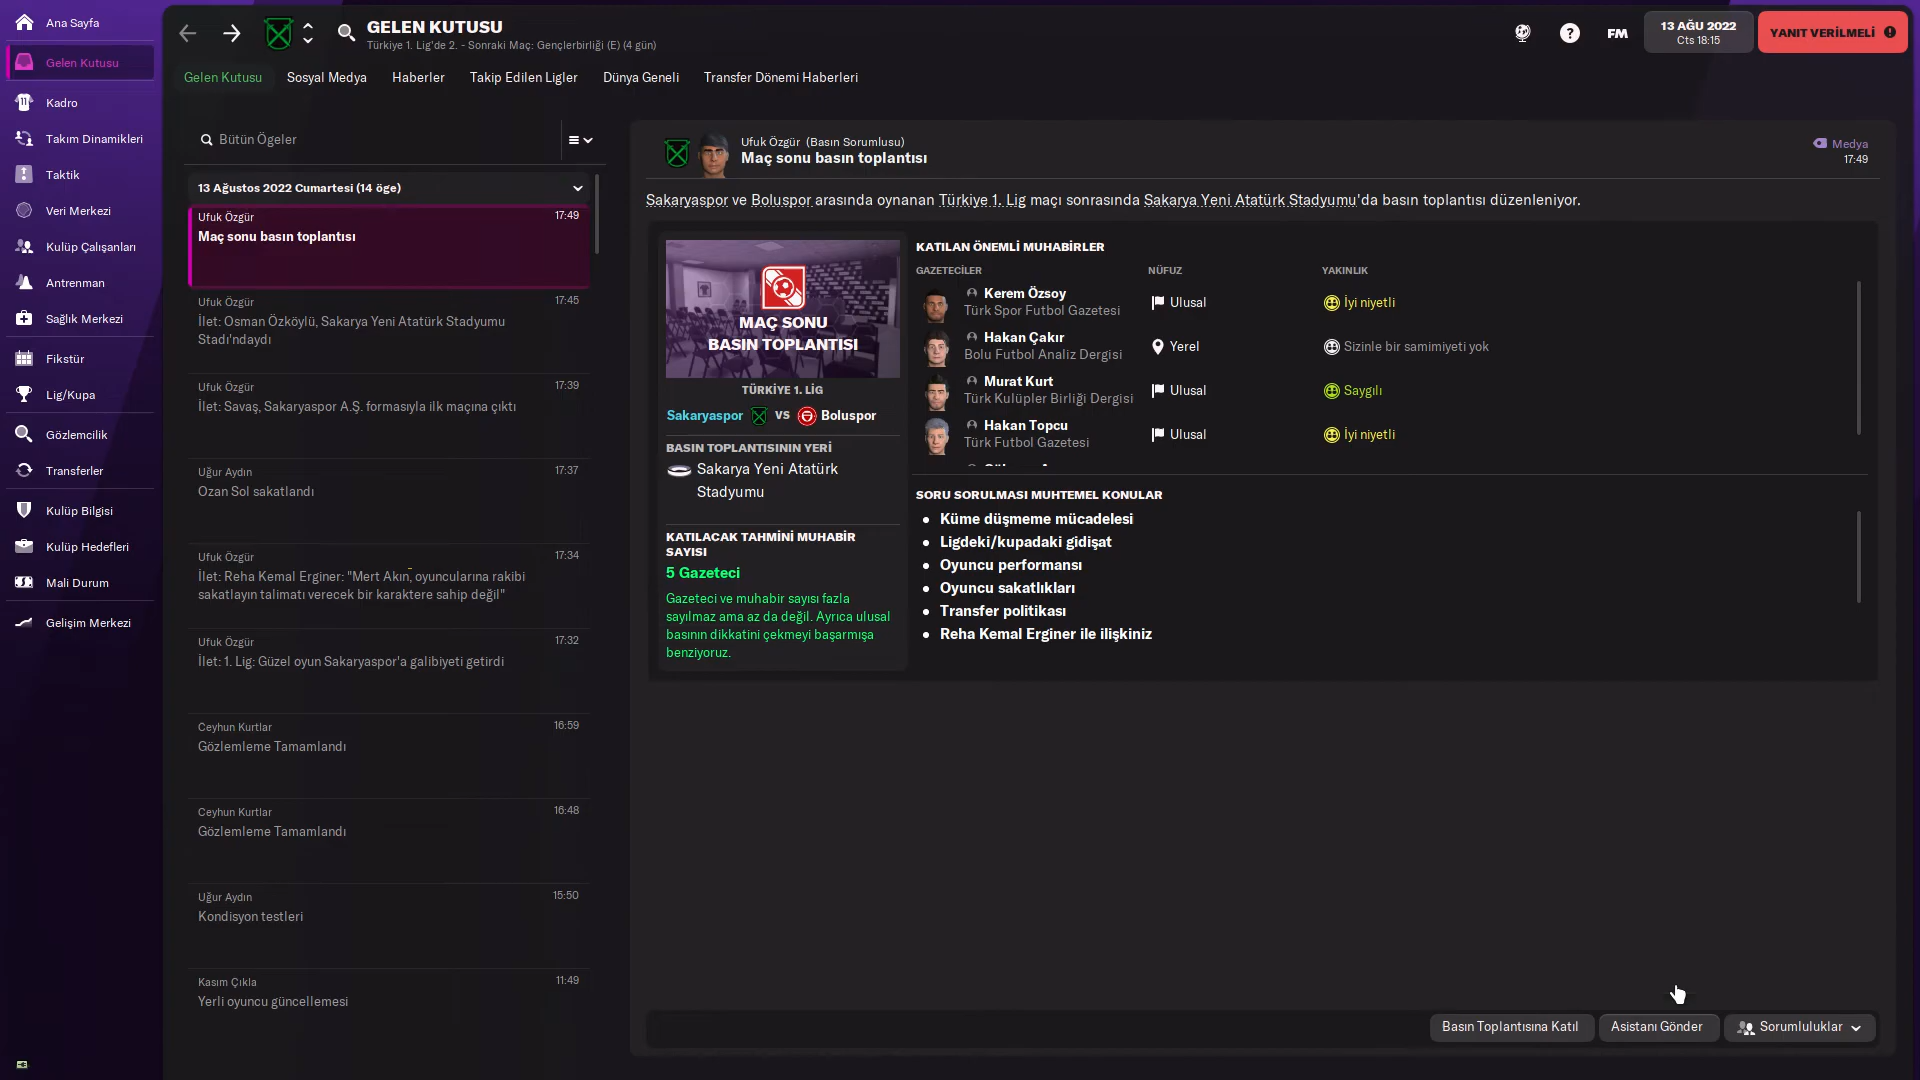 Ana Sayfa
Gelen Kutusu
Kadro
Takım Dinamikleri
Taktik
Veri Merkezi
Kulüp Çalışanları
Antrenman
Sağlık Merkezi
Fikstür
Lig/Kupa
Gözlemcilik
Transferler
Kulüp Bilgisi
Kulüp Hedefleri
Mali Durum
Gelişim Merkezi
GELEN KUTUSU
Türkiye 1. Lig'de 2. - Sonraki Maç: Gençlerbirliği (E) (4 gün)
FM
13 AĞU 2022
Cts 18:15
YANIT VERİLMELİ
Gelen Kutusu
Sosyal Medya
Haberler
Takip Edilen Ligler
Dünya Geneli
Transfer Dönemi Haberleri
Bütün Ögeler
13 Ağustos 2022 Cumartesi (14 öge)
Ufuk Özgür 17:49
Maç sonu basın toplantısı
Ufuk Özgür 17:45
İlet: Osman Özköylü, Sakarya Yeni Atatürk Stadyumu
Stadı'ndaydı
Ufuk Özgür 17:39
İlet: Savaş, Sakaryaspor A.Ş. formasıyla ilk maçına çıktı
Uğur Aydın 17:37
Ozan Sol sakatlandı
Ufuk Özgür 17:34
İlet: Reha Kemal Erginer: "Mert Akın, oyuncularına rakibi
sakatlayın talimatı verecek bir karaktere sahip değil"
Ufuk Özgür 17:32
İlet: 1. Lig: Güzel oyun Sakaryaspor'a galibiyeti getirdi
Ceyhun Kurtlar 16:59
Gözlemleme Tamamlandı
Ceyhun Kurtlar 16:48
Gözlemleme Tamamlandı
Uğur Aydın 15:50
Kondisyon testleri
Kasım Çıkla 11:49
Yerli oyuncu güncellemesi
Ufuk Özgür (Basın Sorumlusu)
Maç sonu basın toplantısı
Medya
17:49
Sakaryaspor ve Boluspor arasında oynanan Türkiye 1. Lig maçı sonrasında Sakarya Yeni Atatürk Stadyumu'da basın toplantısı düzenleniyor.
MAÇ SONU
BASIN TOPLANTISI
TÜRKİYE 1. LİG
Sakaryaspor VS Boluspor
BASIN TOPLANTISININ YERİ
Sakarya Yeni Atatürk
Stadyumu
KATILACAK TAHMİNİ MUHABİR
SAYISI
5 Gazeteci
Gazeteci ve muhabir sayısı fazla
sayılmaz ama az da değil. Ayrıca ulusal
basının dikkatini çekmeyi başarmışa
benziyoruz.
KATILAN ÖNEMLİ MUHABİRLER
GAZETECİLER NÜFUZ YAKINLIK
Kerem Özsoy
Türk Spor Futbol Gazetesi
Ulusal
İyi niyetli
Hakan Çakır
Bolu Futbol Analiz Dergisi
Yerel
Sizinle bir samimiyeti yok
Murat Kurt
Türk Kulüpler Birliği Dergisi
Ulusal
Saygılı
Hakan Topcu
Türk Futbol Gazetesi
Ulusal
İyi niyetli
SORU SORULMASI MUHTEMEL KONULAR
• Küme düşmeme mücadelesi
• Ligdeki/kupadaki gidişat
• Oyuncu performansı
• Oyuncu sakatlıkları
• Transfer politikası
• Reha Kemal Erginer ile ilişkiniz
Basın Toplantısına Katıl
Asistanı Gönder
Sorumluluklar